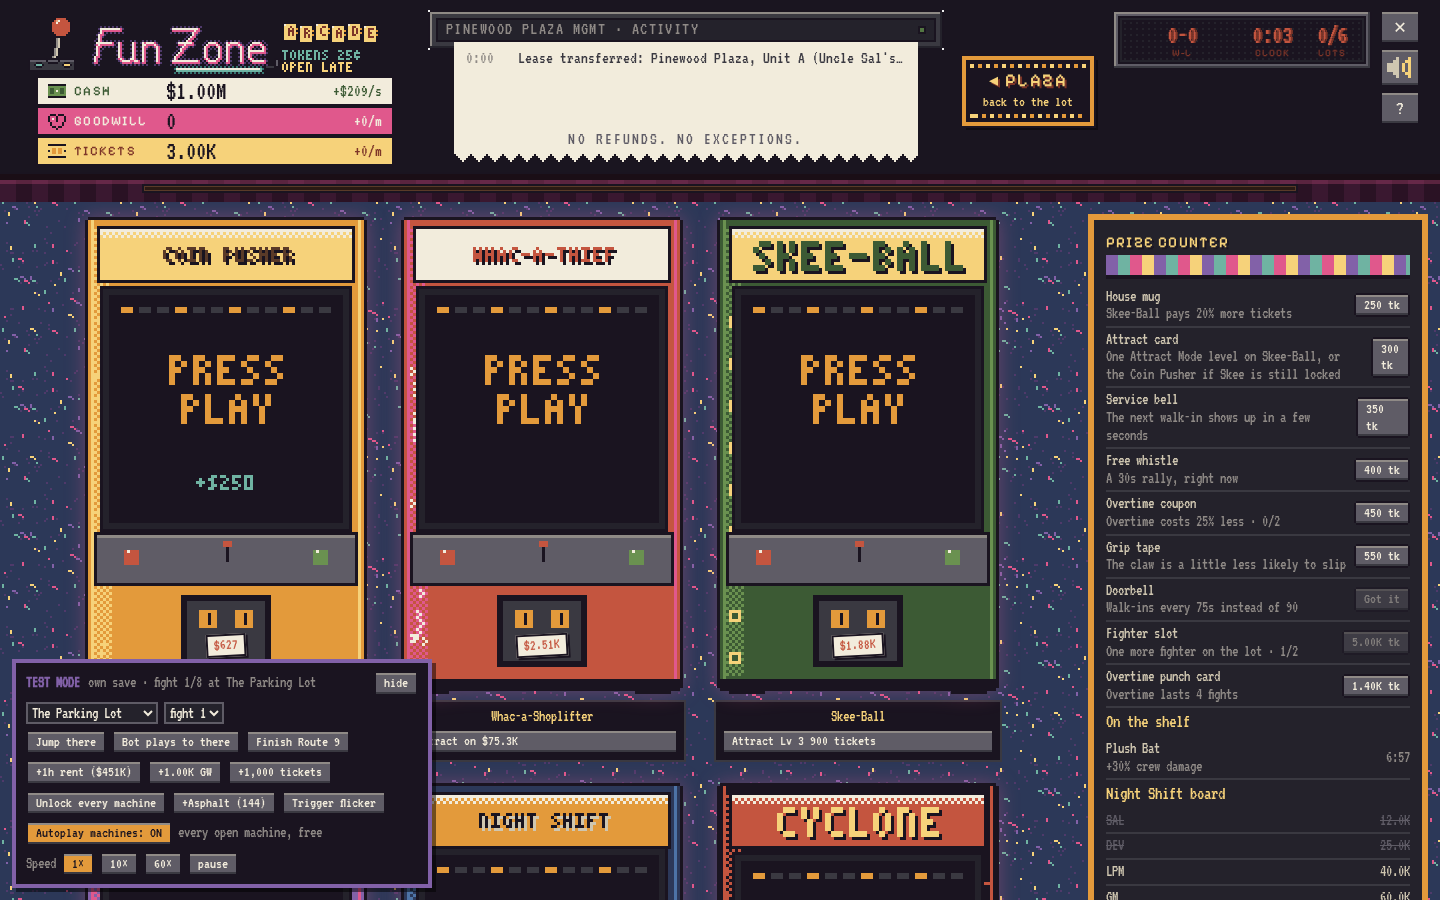 Fun Zone
ARCADE
TOKENS 25¢
OPEN LATE
CASH $1.00M +$209/s
GOODWILL 0 +0/m
TICKETS 3.00K +0/m
PINEWOOD PLAZA MGMT · ACTIVITY
0:00 Lease transferred: Pinewood Plaza, Unit A (Uncle Sal's…
NO REFUNDS. NO EXCEPTIONS.
◀ PLAZA
back to the lot
0-0 0:03 0/6
W-L CLOCK LOTS
×
?
COIN PUSHER
PRESS
PLAY
+$250
$627
WHAC-A-THIEF
PRESS
PLAY
$2.51K
SKEE-BALL
PRESS
PLAY
$1.88K
Whac-a-Shoplifter
ract on $75.3K
Skee-Ball
Attract Lv 3 900 tickets
NIGHT SHIFT
CYCLONE
PRIZE COUNTER
House mug
Skee-Ball pays 20% more tickets
250 tk
Attract card
One Attract Mode level on Skee-Ball, or
the Coin Pusher if Skee is still locked
300
tk
Service bell
The next walk-in shows up in a few
seconds
350
tk
Free whistle
A 30s rally, right now
400 tk
Overtime coupon
Overtime costs 25% less · 0/2
450 tk
Grip tape
The claw is a little less likely to slip
550 tk
Doorbell
Walk-ins every 75s instead of 90
Got it
Fighter slot
One more fighter on the lot · 1/2
5.00K tk
Overtime punch card
Overtime lasts 4 fights
1.40K tk
On the shelf
Plush Bat
+30% crew damage
6:57
Night Shift board
SAL 12.0K
DEV 25.0K
LPM 40.0K
GM 60.0K
TEST MODE own save · fight 1/8 at The Parking Lot
hide
The Parking Lot
fight 1
Jump there
Bot plays to there
Finish Route 9
+1h rent ($451K)
+1.00K GW
+1,000 tickets
Unlock every machine
+Asphalt (144)
Trigger flicker
Autoplay machines: ON
every open machine, free
Speed
1×
10×
60×
pause